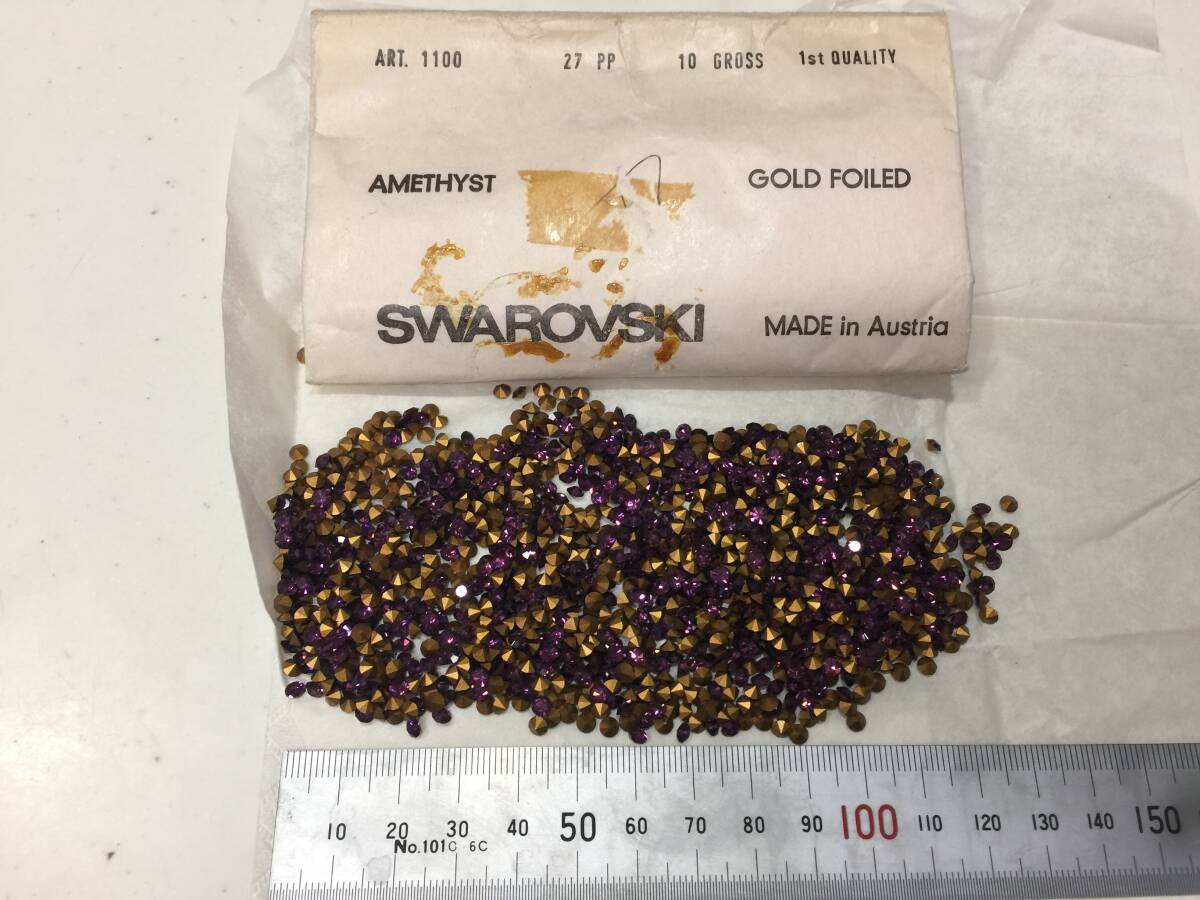 ART. 1100 27 PP 10 GROSS 1st QUALITY
AMETHYST GOLD FOILED
SWAROVSKI MADE in Austria
10 20 30 40 50 60 70 80 90 100 110 120 130 140 150
No.101C 6C